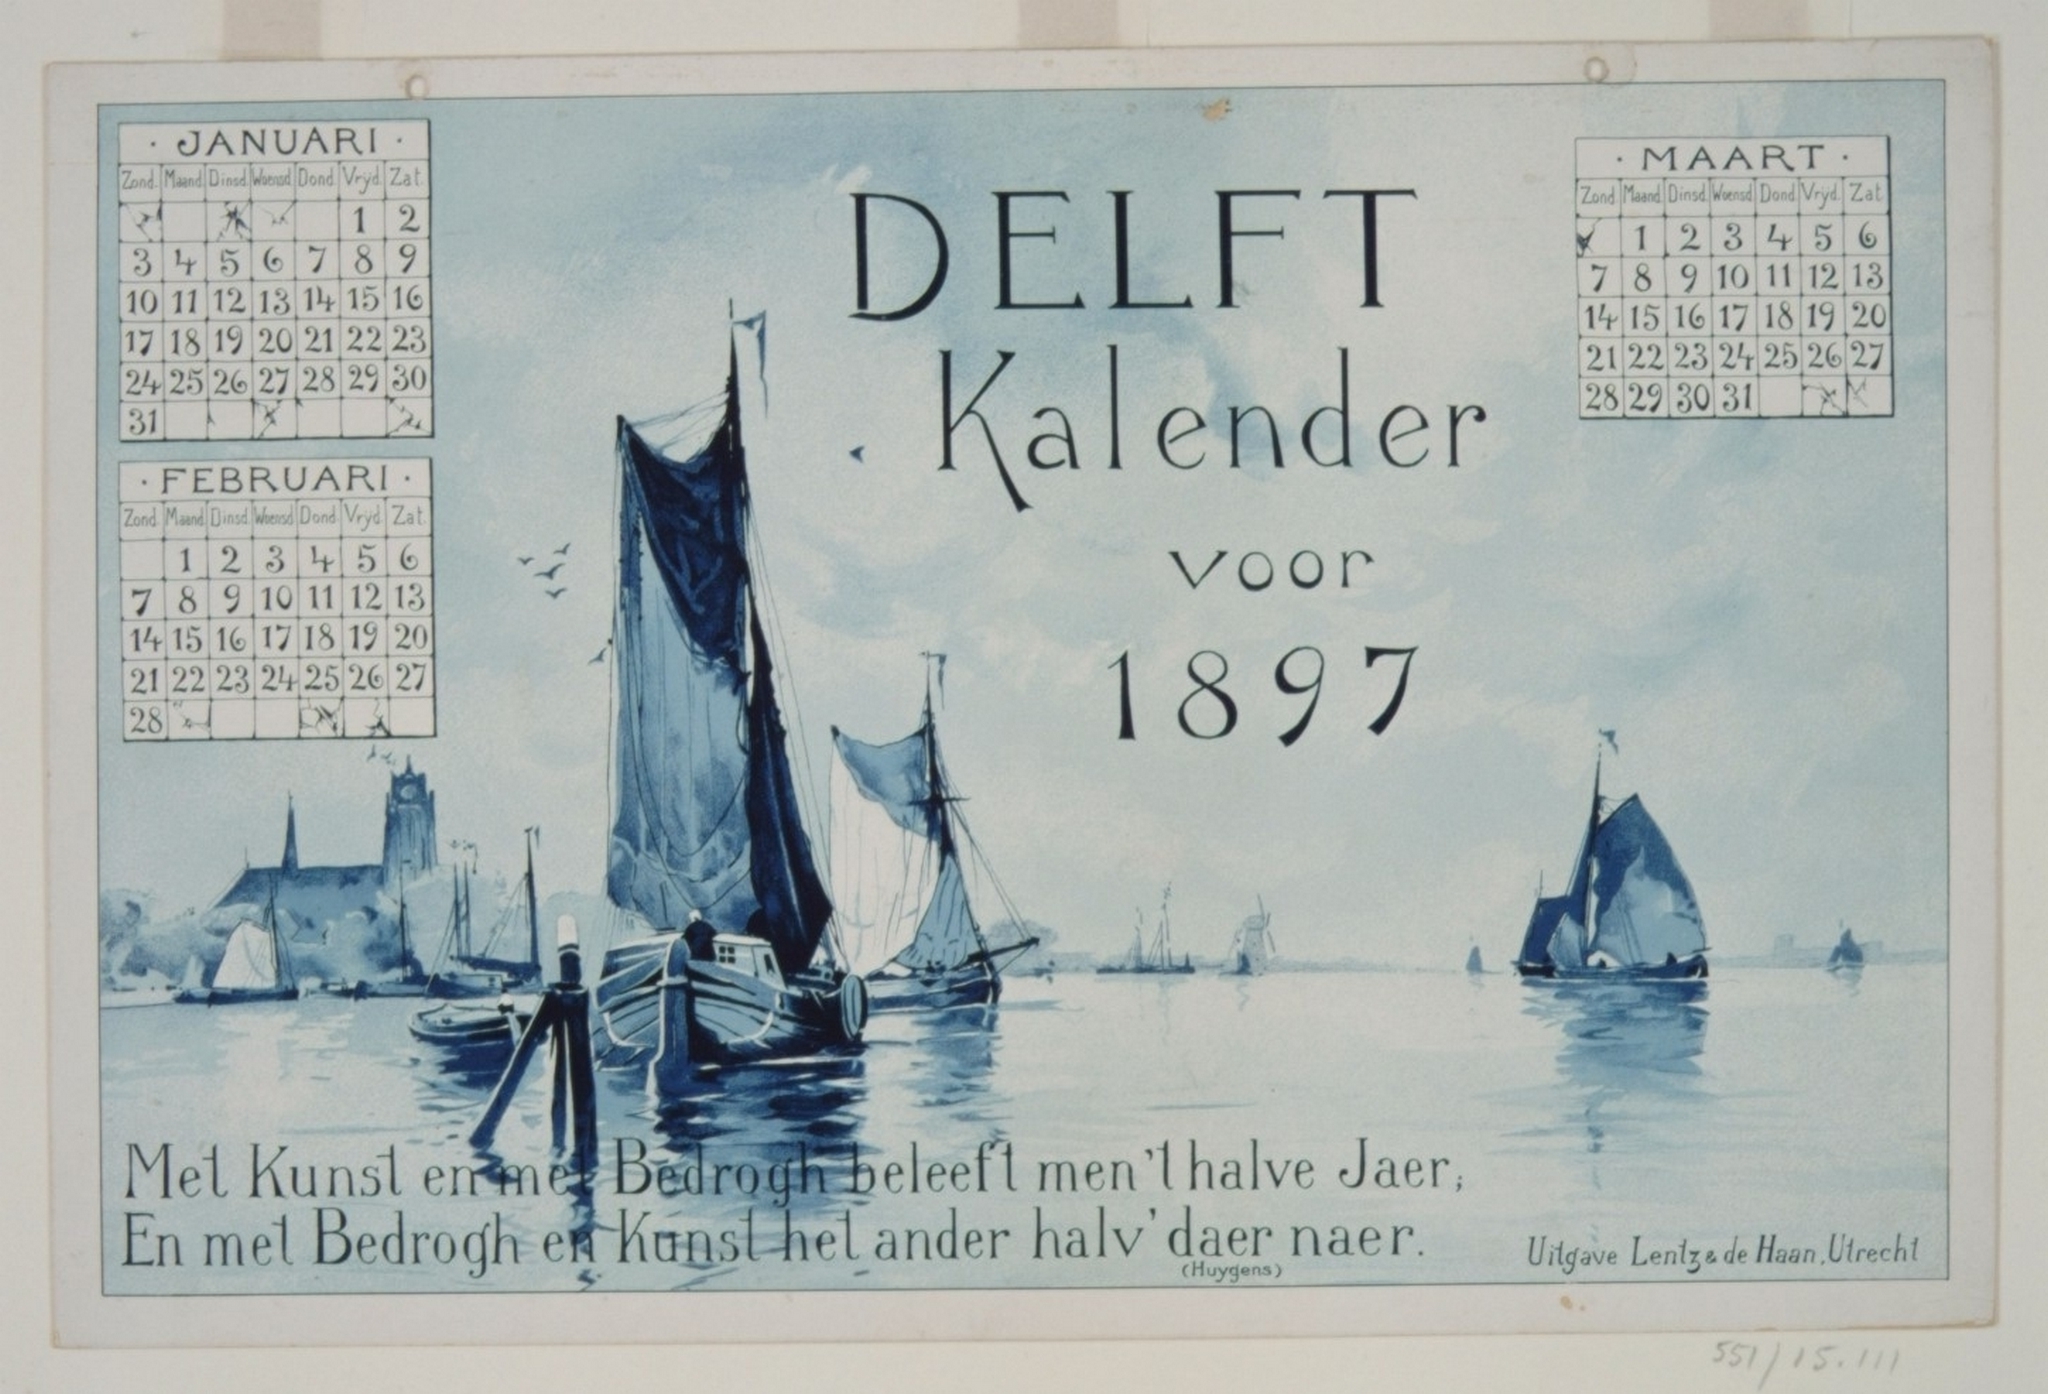 · JANUARI ·
Zond. Maand. Dinsd. Woensd. Dond. Vrijd. Zat.
1 2
3 4 5 6 7 8 9
10 11 12 13 14 15 16
17 18 19 20 21 22 23
24 25 26 27 28 29 30
31
· FEBRUARI ·
Zond. Maand. Dinsd. Woensd. Dond. Vrijd. Zat.
1 2 3 4 5 6
7 8 9 10 11 12 13
14 15 16 17 18 19 20
21 22 23 24 25 26 27
28
DELFT
Kalender
voor
1897
· MAART ·
Zond. Maand. Dinsd. Woensd. Dond. Vrijd. Zat.
1 2 3 4 5 6
7 8 9 10 11 12 13
14 15 16 17 18 19 20
21 22 23 24 25 26 27
28 29 30 31
Met Kunst en met Bedrogh beleeft men 't halve Jaer;
En met Bedrogh en Kunst het ander halv' daer naer.
(Huygens)
Uitgave Lentz & de Haan, Utrecht
551/15.111